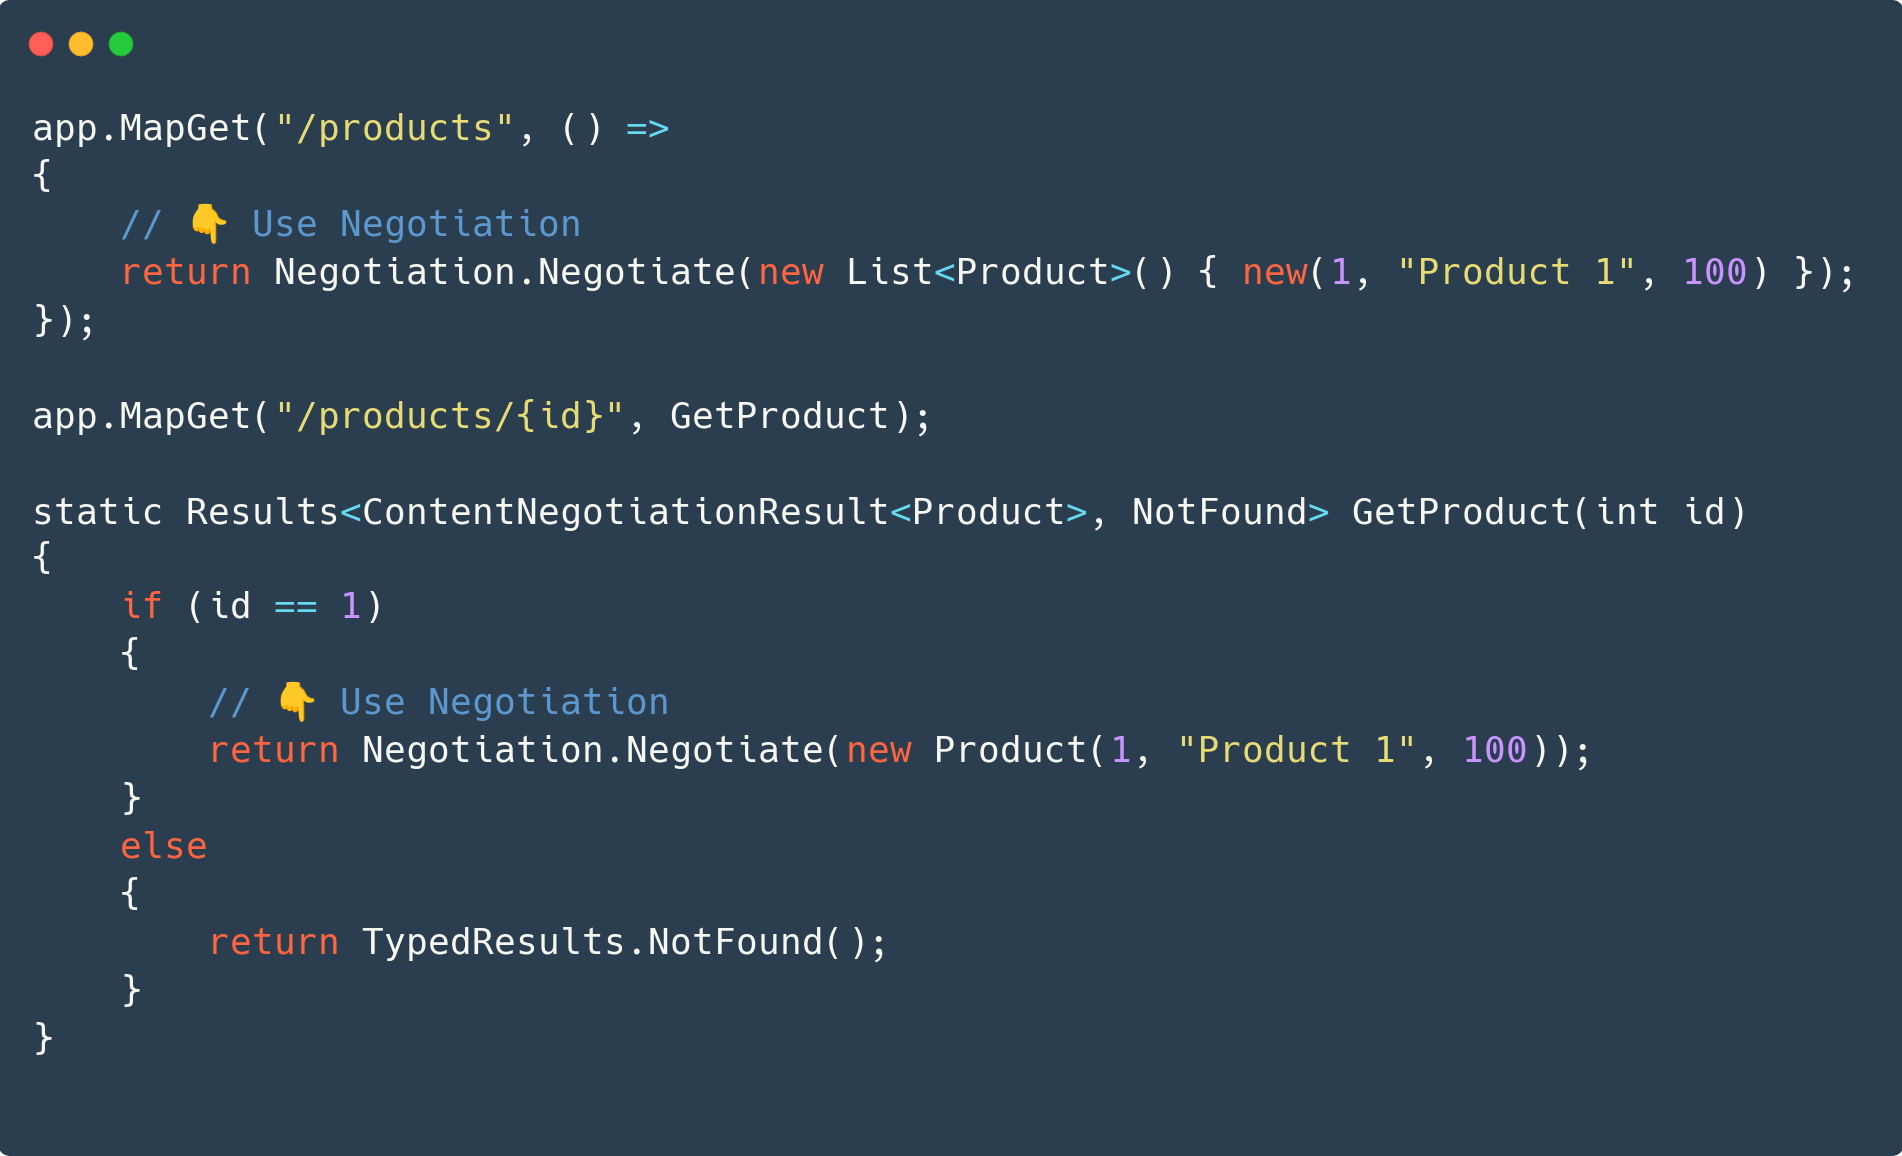 app.MapGet("/products", () =>
{
    // 👇 Use Negotiation
    return Negotiation.Negotiate(new List<Product>() { new(1, "Product 1", 100) });
});

app.MapGet("/products/{id}", GetProduct);

static Results<ContentNegotiationResult<Product>, NotFound> GetProduct(int id)
{
    if (id == 1)
    {
        // 👇 Use Negotiation
        return Negotiation.Negotiate(new Product(1, "Product 1", 100));
    }
    else
    {
        return TypedResults.NotFound();
    }
}